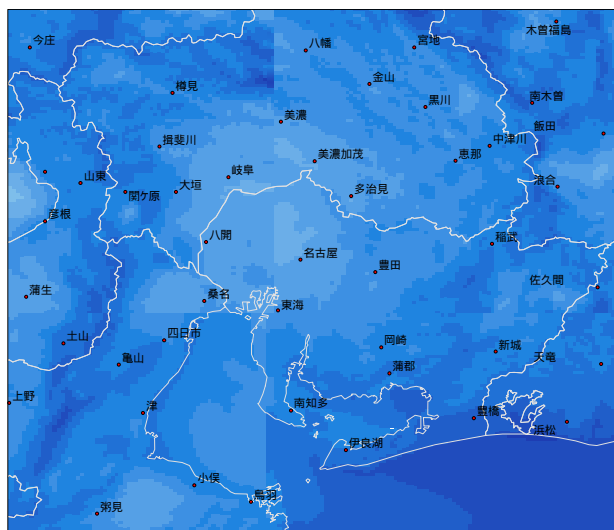 木曽福島
今庄
八幡
宮地
金山
樽見
南木曽
黒川
美濃
飯田
揖斐川
中津川
美濃加茂
恵那
岐阜
山東
浪合
大垣
関ケ原
多治見
彦根
八開
稲武
名古屋
豊田
佐久間
蒲生
桑名
東海
四日市
土山
岡崎
新城
亀山
天竜
蒲郡
上野
津
南知多
豊橋
浜松
伊良湖
小俣
鳥羽
粥見